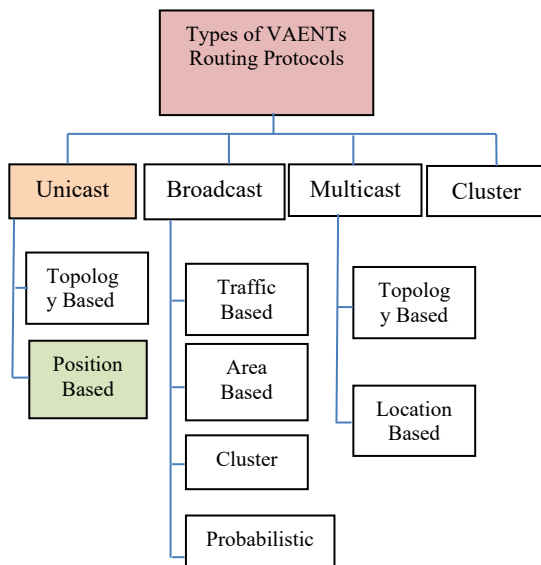 Types of VAENTs
Routing Protocols
Unicast
Broadcast
Multicast
Cluster
Topolog
y Based
Position
Based
Traffic
Based
Area
Based
Cluster
Probabilistic
Topolog
y Based
Location
Based